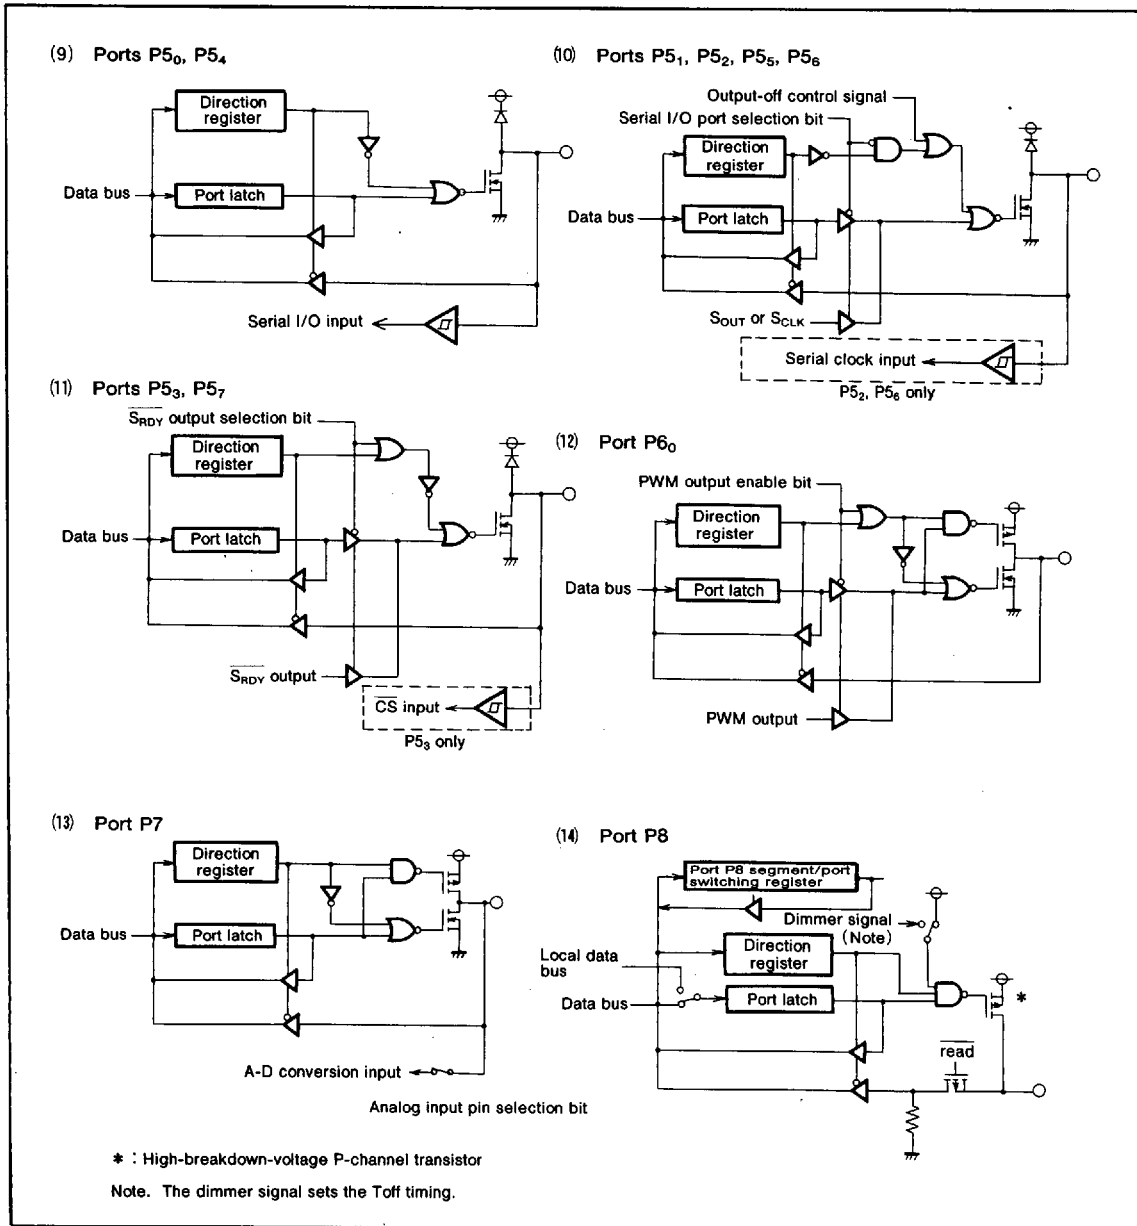 (9) Ports P5₀, P5₄
Direction
register
Data bus
Port latch
Serial I/O input
(10) Ports P5₁, P5₂, P5₅, P5₆
Output-off control signal
Serial I/O port selection bit
Direction
register
Data bus
Port latch
S_OUT or S_CLK
Serial clock input
P5₂, P5₆ only
(11) Ports P5₃, P5₇
S̅_R̅D̅Y̅ output selection bit
Direction
register
Data bus
Port latch
S̅_R̅D̅Y̅ output
C̅S̅ input
P5₃ only
(12) Port P6₀
PWM output enable bit
Direction
register
Data bus
Port latch
PWM output
(13) Port P7
Direction
register
Data bus
Port latch
A-D conversion input
Analog input pin selection bit
(14) Port P8
Port P8 segment/port
switching register
Dimmer signal
(Note)
Direction
register
Local data
bus
Data bus
Port latch
*
r̅e̅a̅d̅
* : High-breakdown-voltage P-channel transistor
Note. The dimmer signal sets the Toff timing.